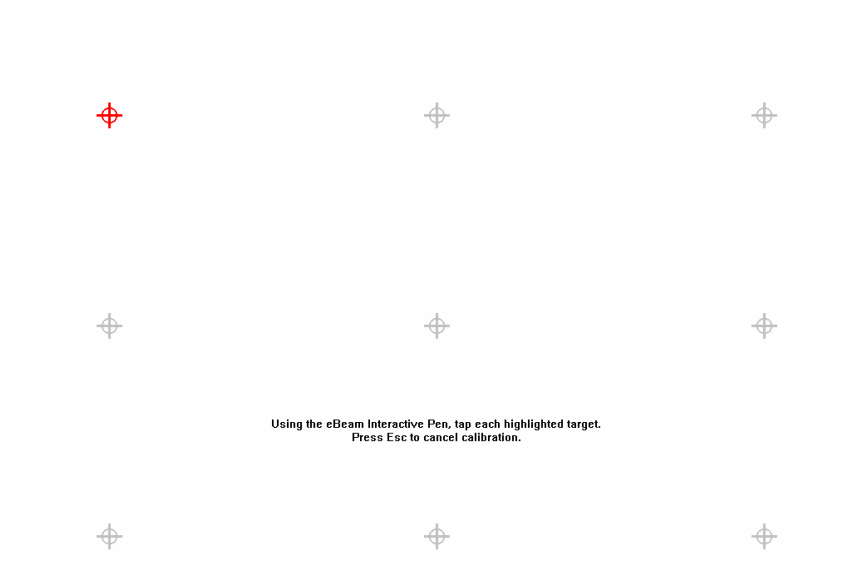 Using the eBeam Interactive Pen, tap each highlighted target.
Press Esc to cancel calibration.